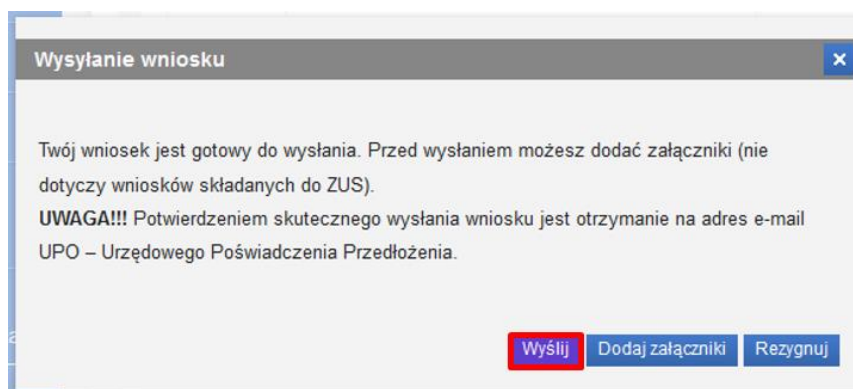 Wysyłanie wniosku
Twój wniosek jest gotowy do wysłania. Przed wysłaniem możesz dodać załączniki (nie
dotyczy wniosków składanych do ZUS).
UWAGA!!! Potwierdzeniem skutecznego wysłania wniosku jest otrzymanie na adres e-mail
UPO – Urzędowego Poświadczenia Przedłożenia.
Wyślij Dodaj załączniki Rezygnuj